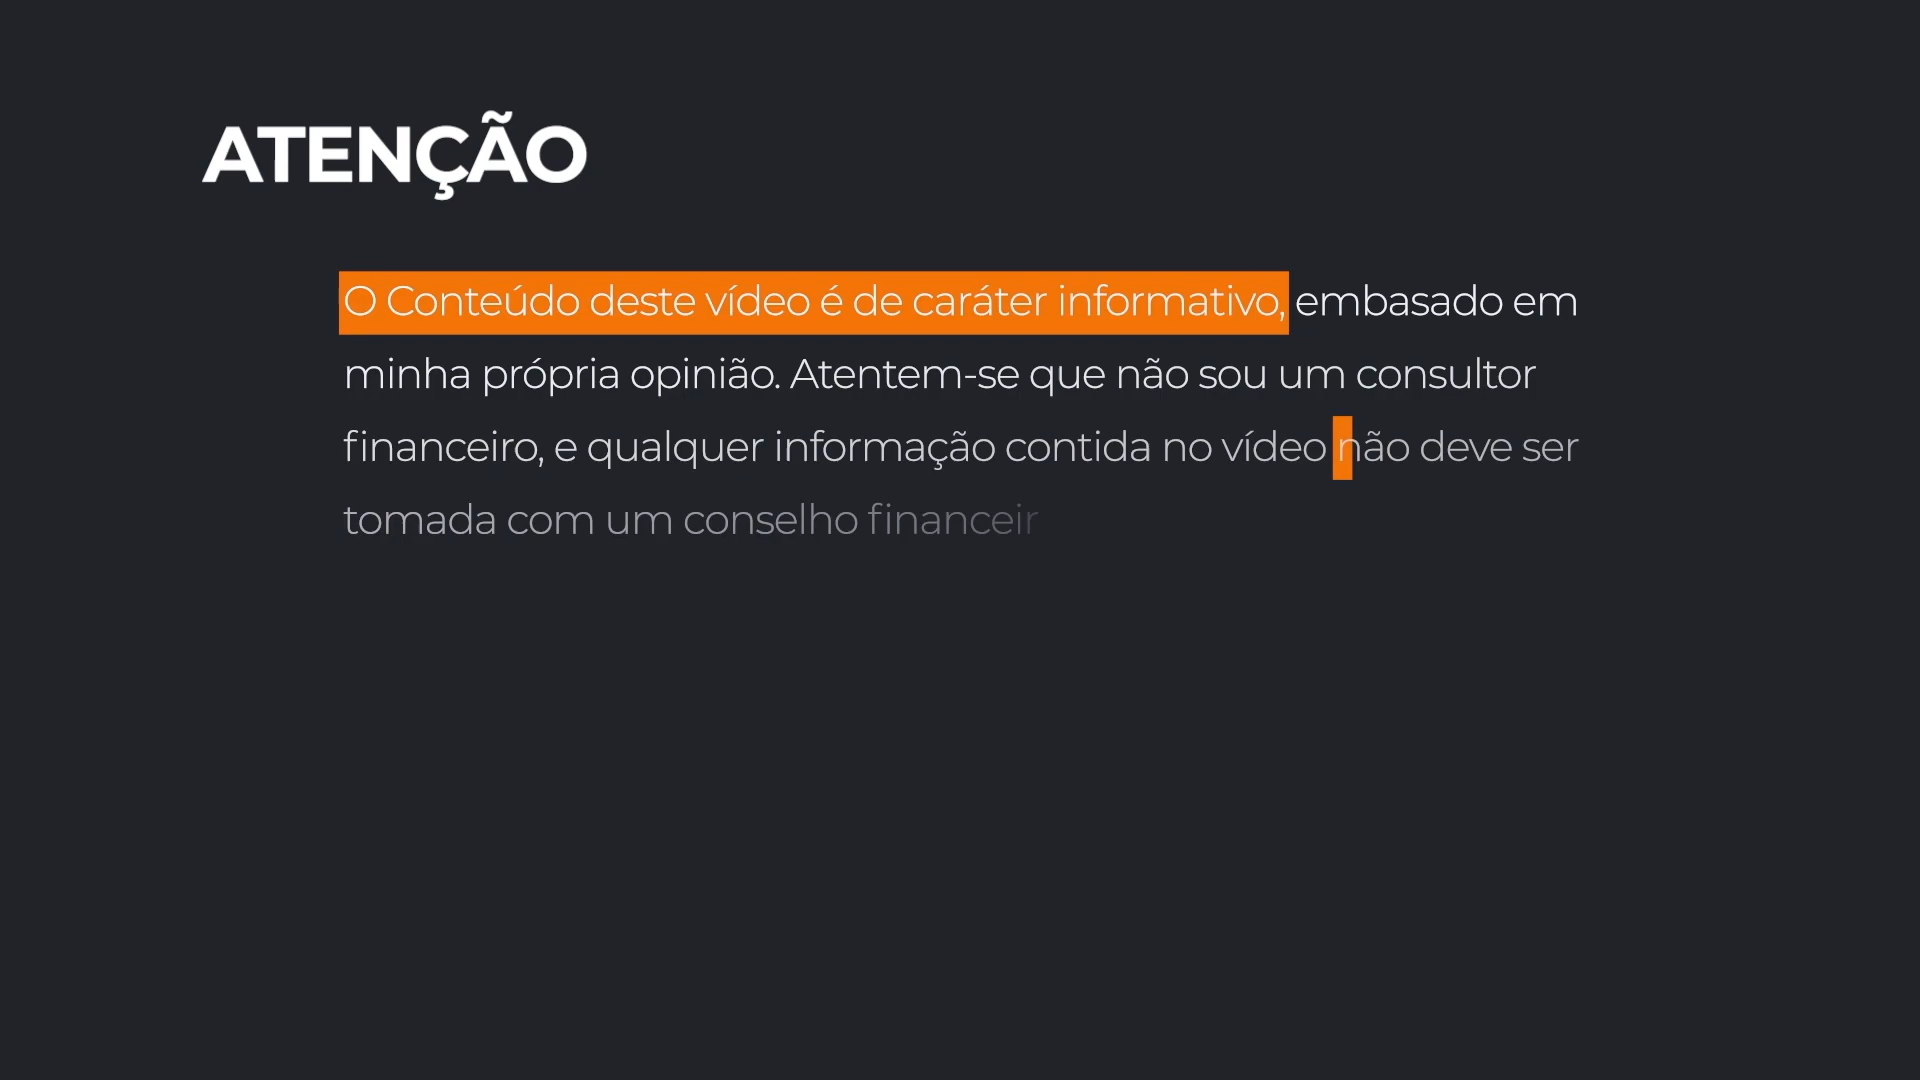 ATENÇÃO
O Conteúdo deste vídeo é de caráter informativo, embasado em
minha própria opinião. Atentem-se que não sou um consultor
financeiro, e qualquer informação contida no vídeo não deve ser
tomada com um conselho financeir